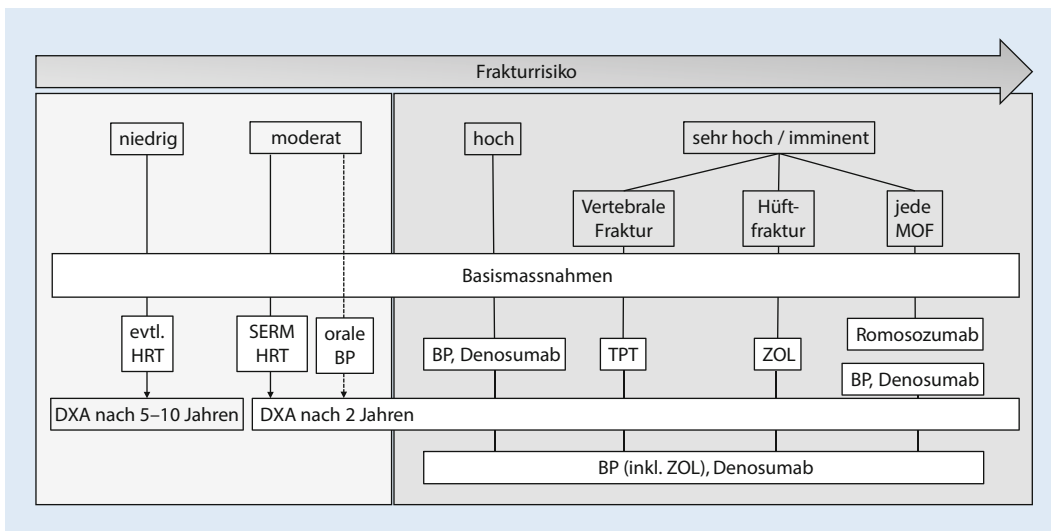 Frakturrisiko
niedrig
moderat
hoch
sehr hoch / imminent
Vertebrale
Fraktur
Hüft-
fraktur
jede
MOF
Basismassnahmen
evtl.
HRT
SERM
HRT
orale
BP
BP, Denosumab
TPT
ZOL
Romosozumab
BP, Denosumab
DXA nach 5–10 Jahren
DXA nach 2 Jahren
BP (inkl. ZOL), Denosumab